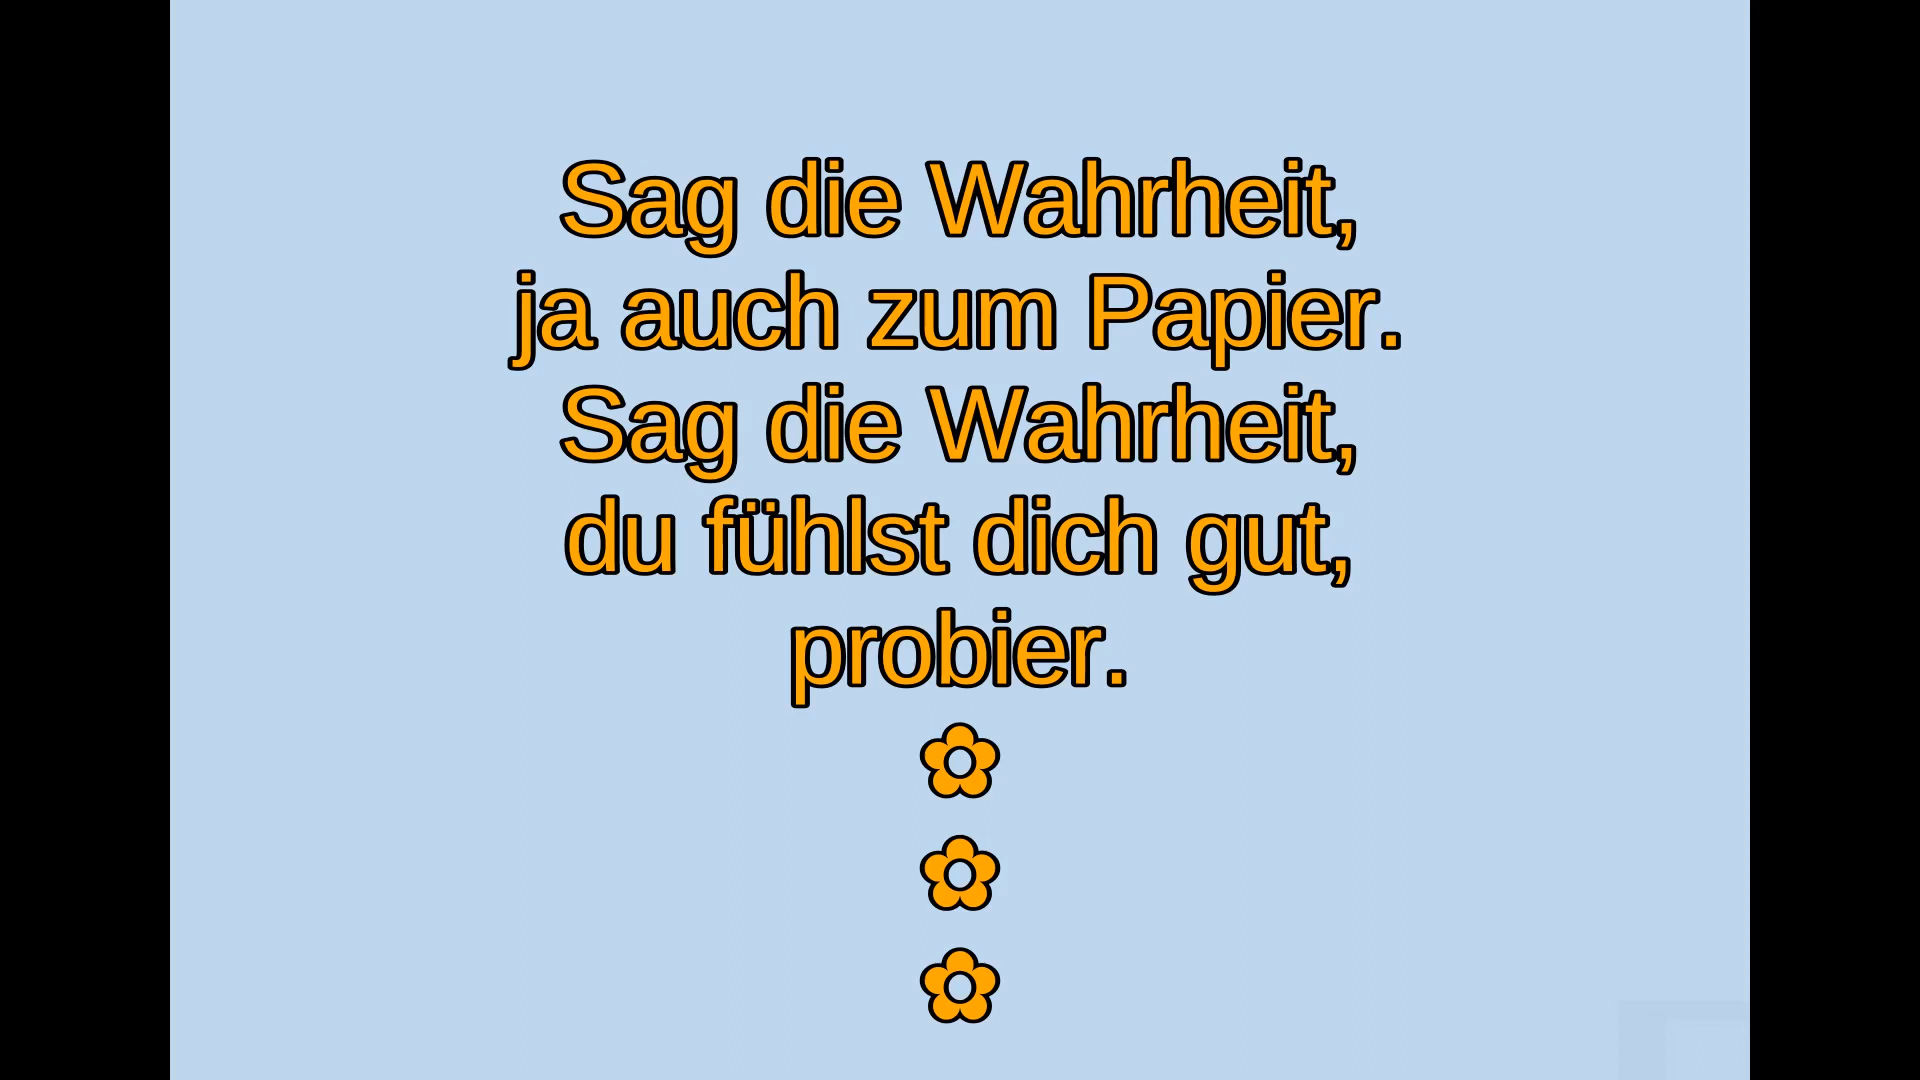 Sag die Wahrheit,
ja auch zum Papier.
Sag die Wahrheit,
du fühlst dich gut,
probier.
✿
✿
✿